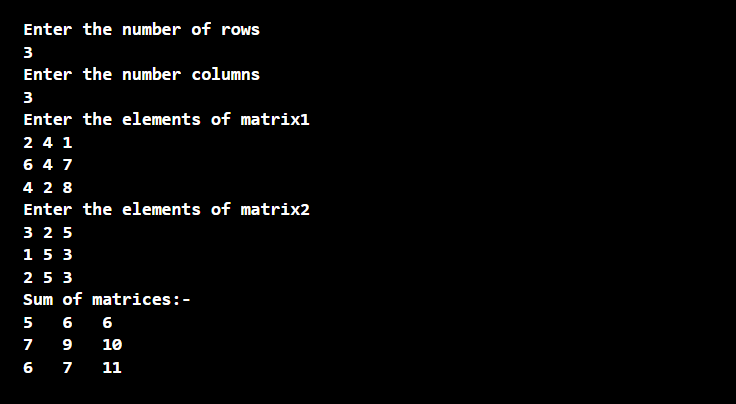 Enter the number of rows
3
Enter the number columns
3
Enter the elements of matrix1
2 4 1
6 4 7
4 2 8
Enter the elements of matrix2
3 2 5
1 5 3
2 5 3
Sum of matrices:-
5   6   6
7   9   10
6   7   11